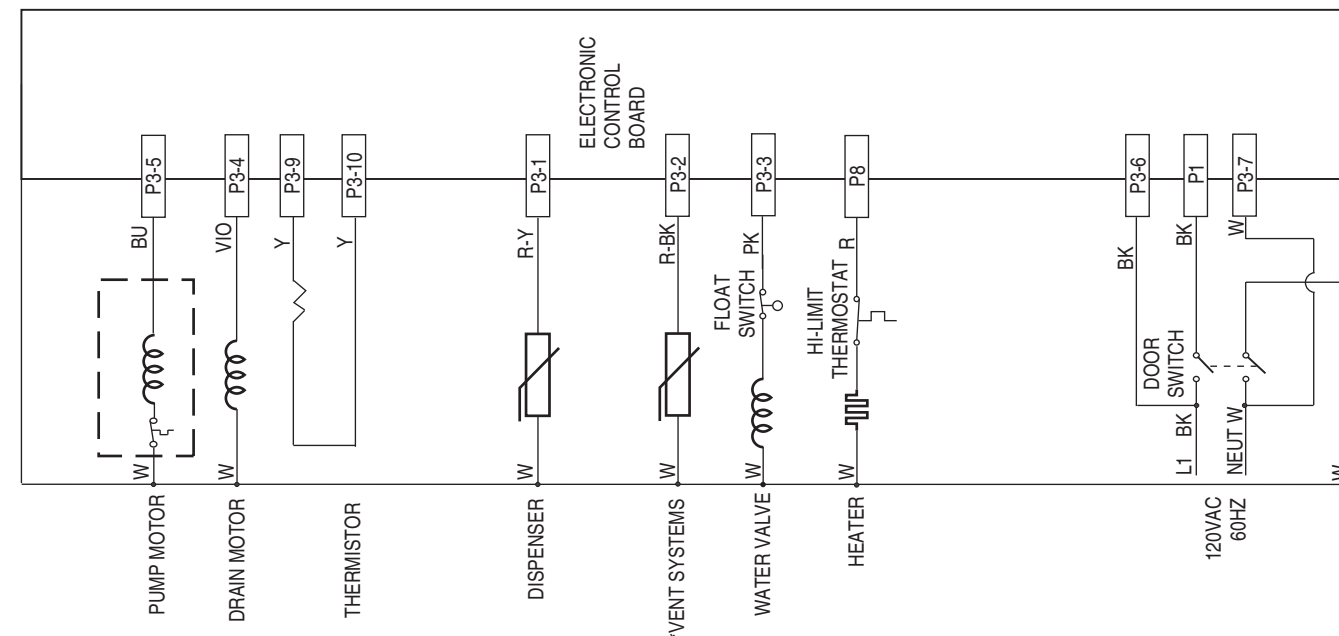 ELECTRONIC
CONTROL
BOARD
P3-5
P3-4
P3-9
P3-10
P3-1
P3-2
P3-3
P8
P3-6
P1
P3-7
BU
VIO
Y
Y
R-Y
R-BK
PK
R
BK
BK
W
FLOAT
SWITCH
HI-LIMIT
THERMOSTAT
DOOR
SWITCH
W
W
W
W
W
W
L1 BK
NEUT W
W
PUMP MOTOR
DRAIN MOTOR
THERMISTOR
DISPENSER
*VENT SYSTEMS
WATER VALVE
HEATER
120VAC
60HZ